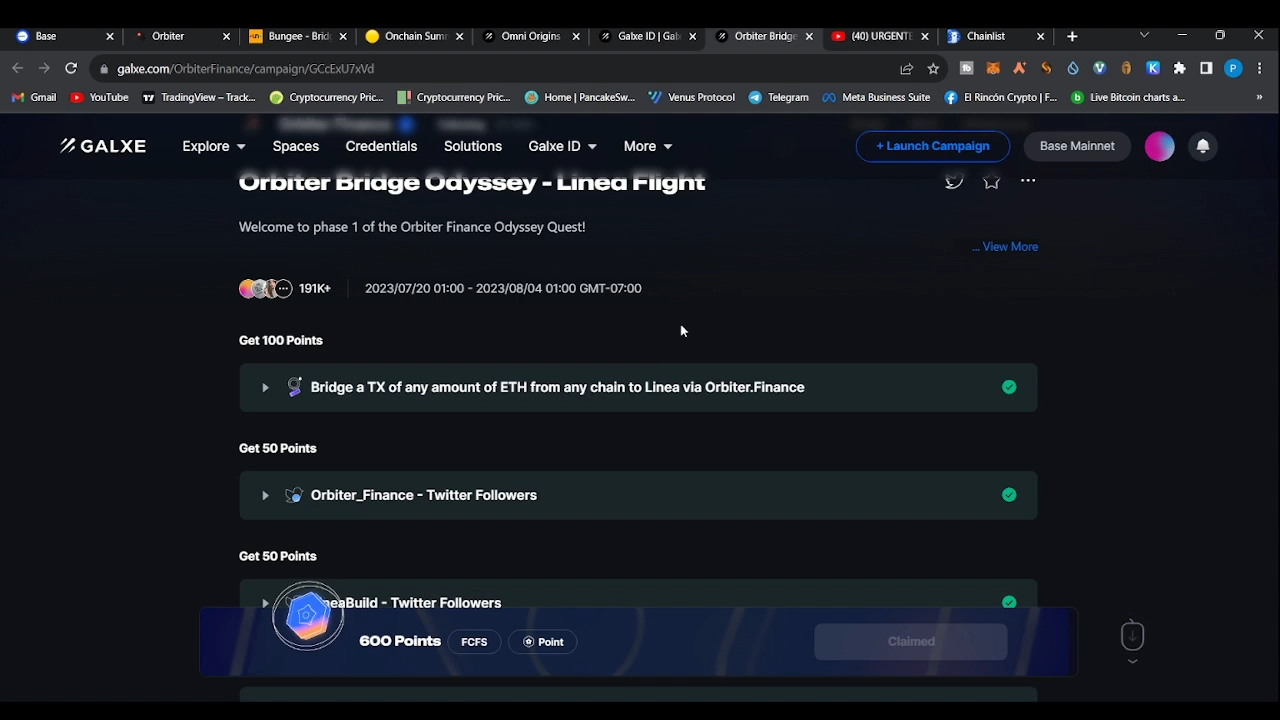 Base
Orbiter
Bungee - Brid
Onchain Sum
Omni Origins
Galxe ID | Gal
Orbiter Bridge
(40) URGENTE
Chainlist
galxe.com/OrbiterFinance/campaign/GCcExU7xVd
Gmail
YouTube
TradingView – Track...
Cryptocurrency Pric...
Cryptocurrency Pric...
Home | PancakeSw...
Venus Protocol
Telegram
Meta Business Suite
El Rincón Crypto | F...
Live Bitcoin charts a...
»
GALXE
Explore
Spaces
Credentials
Solutions
Galxe ID
More
+ Launch Campaign
Base Mainnet
Orbiter Bridge Odyssey - Linea Flight
Welcome to phase 1 of the Orbiter Finance Odyssey Quest!
... View More
191K+
2023/07/20 01:00 - 2023/08/04 01:00 GMT-07:00
Get 100 Points
Bridge a TX of any amount of ETH from any chain to Linea via Orbiter.Finance
Get 50 Points
Orbiter_Finance - Twitter Followers
Get 50 Points
neaBuild - Twitter Followers
600 Points
FCFS
Point
Claimed